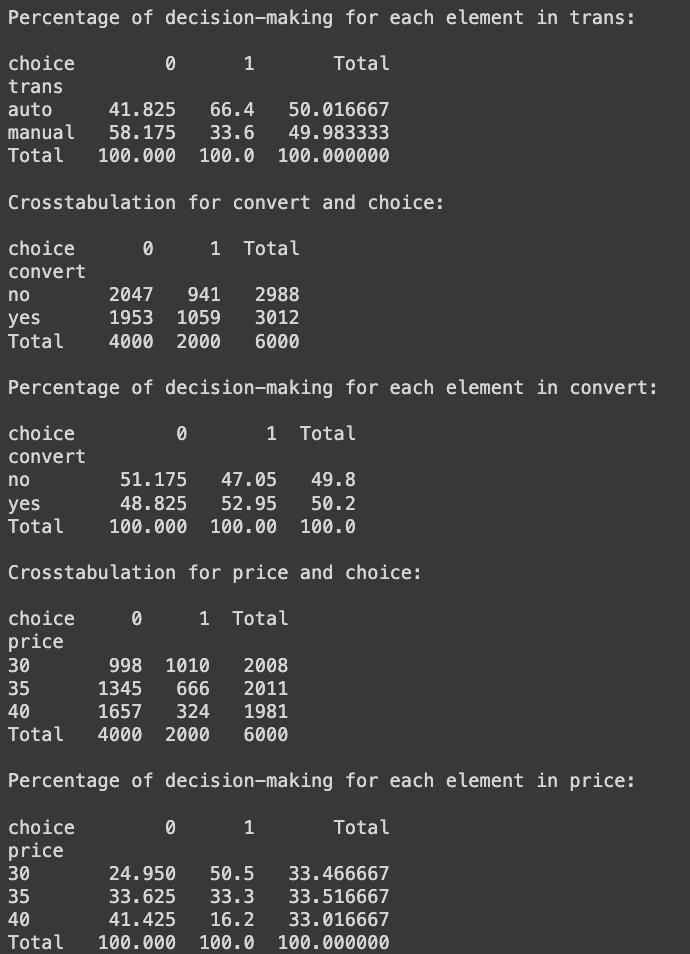 Percentage of decision-making for each element in trans:
choice        0     1       Total
trans
auto     41.825  66.4   50.016667
manual   58.175  33.6   49.983333
Total   100.000 100.0  100.000000
Crosstabulation for convert and choice:
choice      0     1  Total
convert
no       2047   941   2988
yes      1953  1059   3012
Total    4000  2000   6000
Percentage of decision-making for each element in convert:
choice         0       1  Total
convert
no        51.175   47.05   49.8
yes       48.825   52.95   50.2
Total    100.000  100.00  100.0
Crosstabulation for price and choice:
choice     0     1  Total
price
30       998  1010   2008
35      1345   666   2011
40      1657   324   1981
Total   4000  2000   6000
Percentage of decision-making for each element in price:
choice        0      1       Total
price
30       24.950   50.5   33.466667
35       33.625   33.3   33.516667
40       41.425   16.2   33.016667
Total   100.000  100.0  100.000000